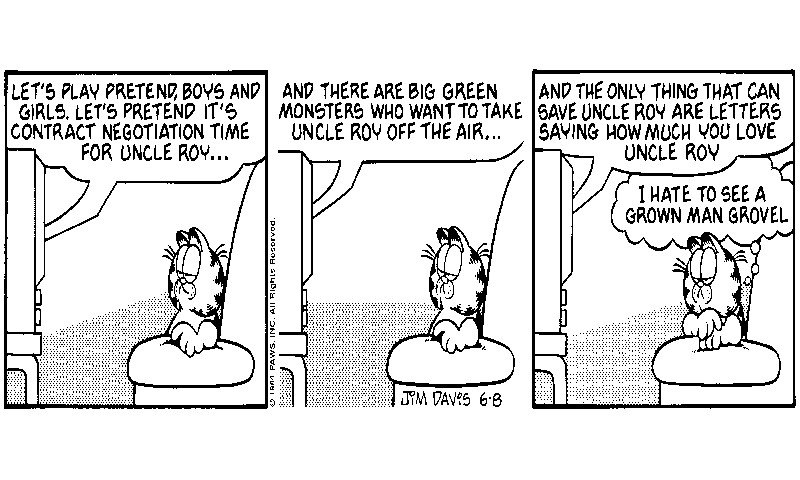 LET'S PLAY PRETEND, BOYS AND
GIRLS. LET'S PRETEND IT'S
CONTRACT NEGOTIATION TIME
FOR UNCLE ROY...
AND THERE ARE BIG GREEN
MONSTERS WHO WANT TO TAKE
UNCLE ROY OFF THE AIR...
AND THE ONLY THING THAT CAN
SAVE UNCLE ROY ARE LETTERS
SAYING HOW MUCH YOU LOVE
UNCLE ROY
I HATE TO SEE A
GROWN MAN GROVEL
PAWS, INC. All Rights Reserved.
JIM DAVIS 6-8